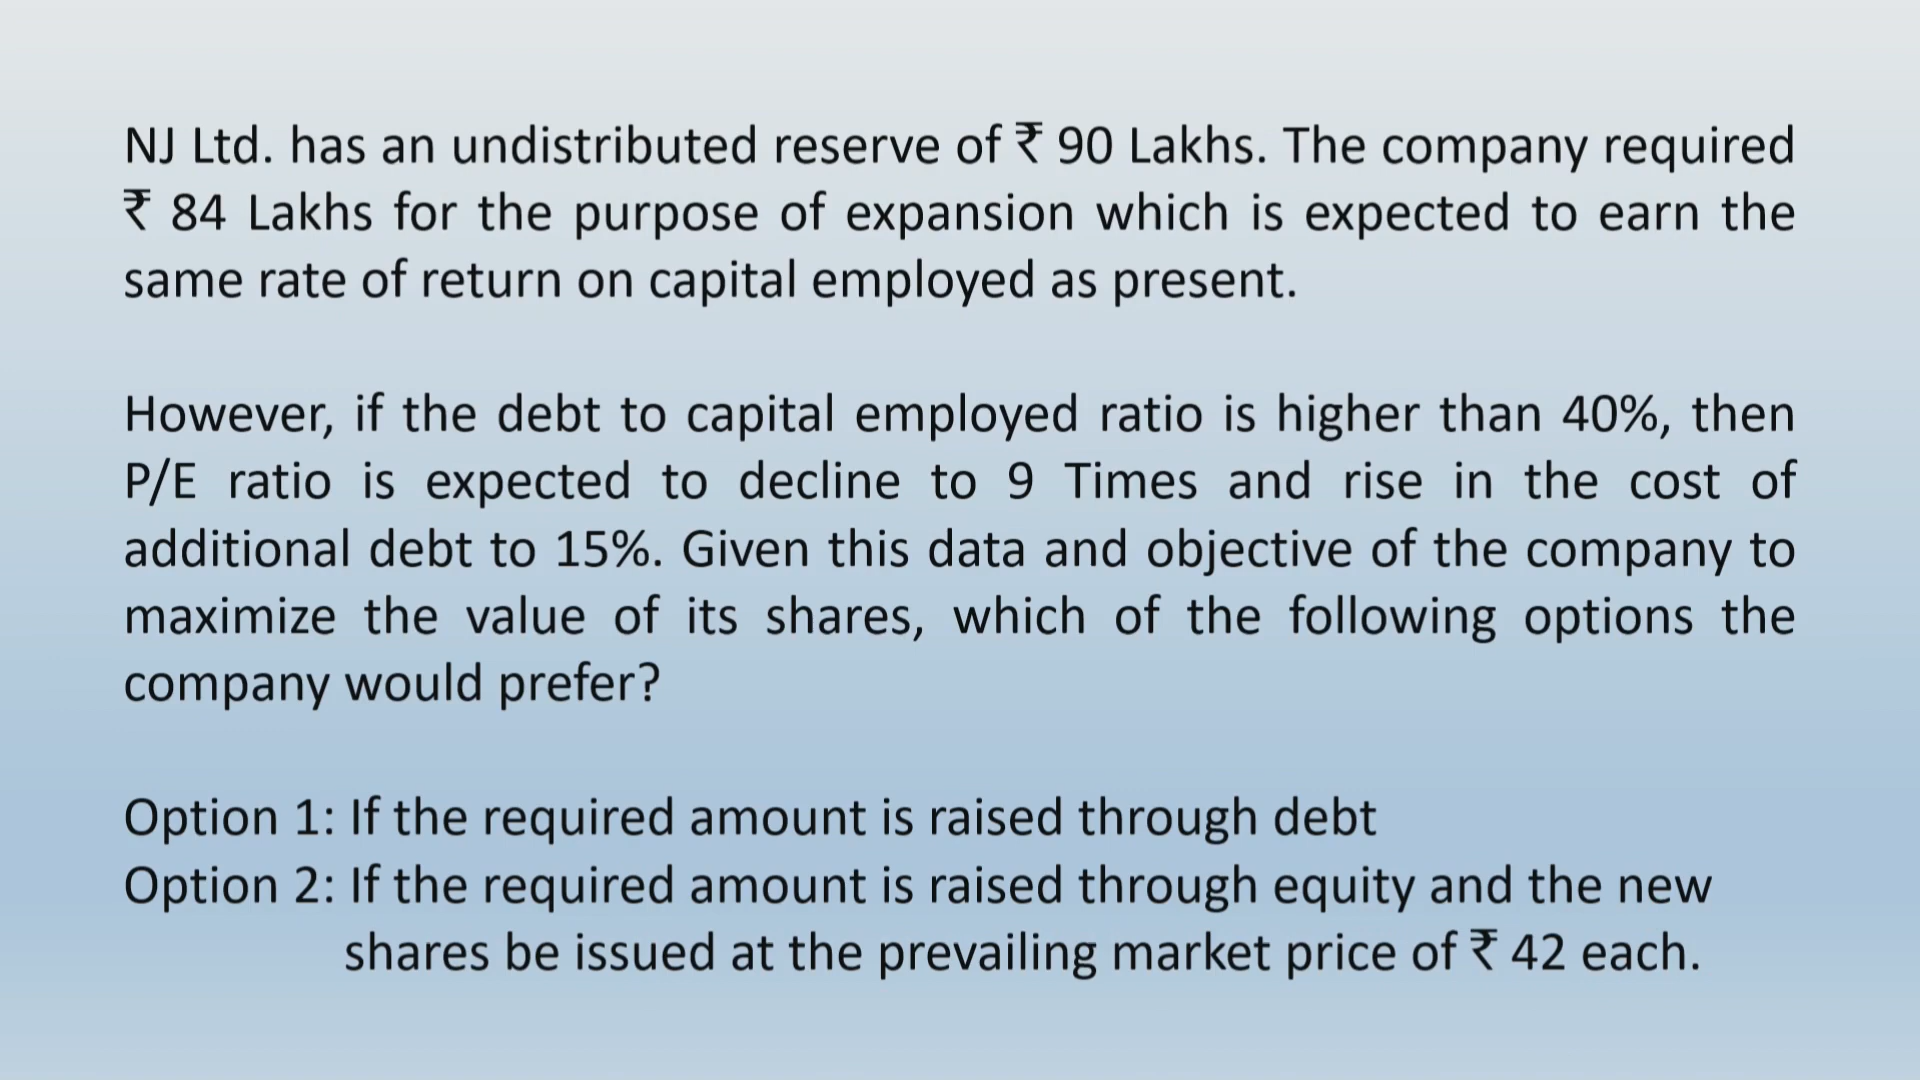 NJ Ltd. has an undistributed reserve of ₹ 90 Lakhs. The company required
₹ 84 Lakhs for the purpose of expansion which is expected to earn the
same rate of return on capital employed as present.
However, if the debt to capital employed ratio is higher than 40%, then
P/E ratio is expected to decline to 9 Times and rise in the cost of
additional debt to 15%. Given this data and objective of the company to
maximize the value of its shares, which of the following options the
company would prefer?
Option 1: If the required amount is raised through debt
Option 2: If the required amount is raised through equity and the new
shares be issued at the prevailing market price of ₹ 42 each.